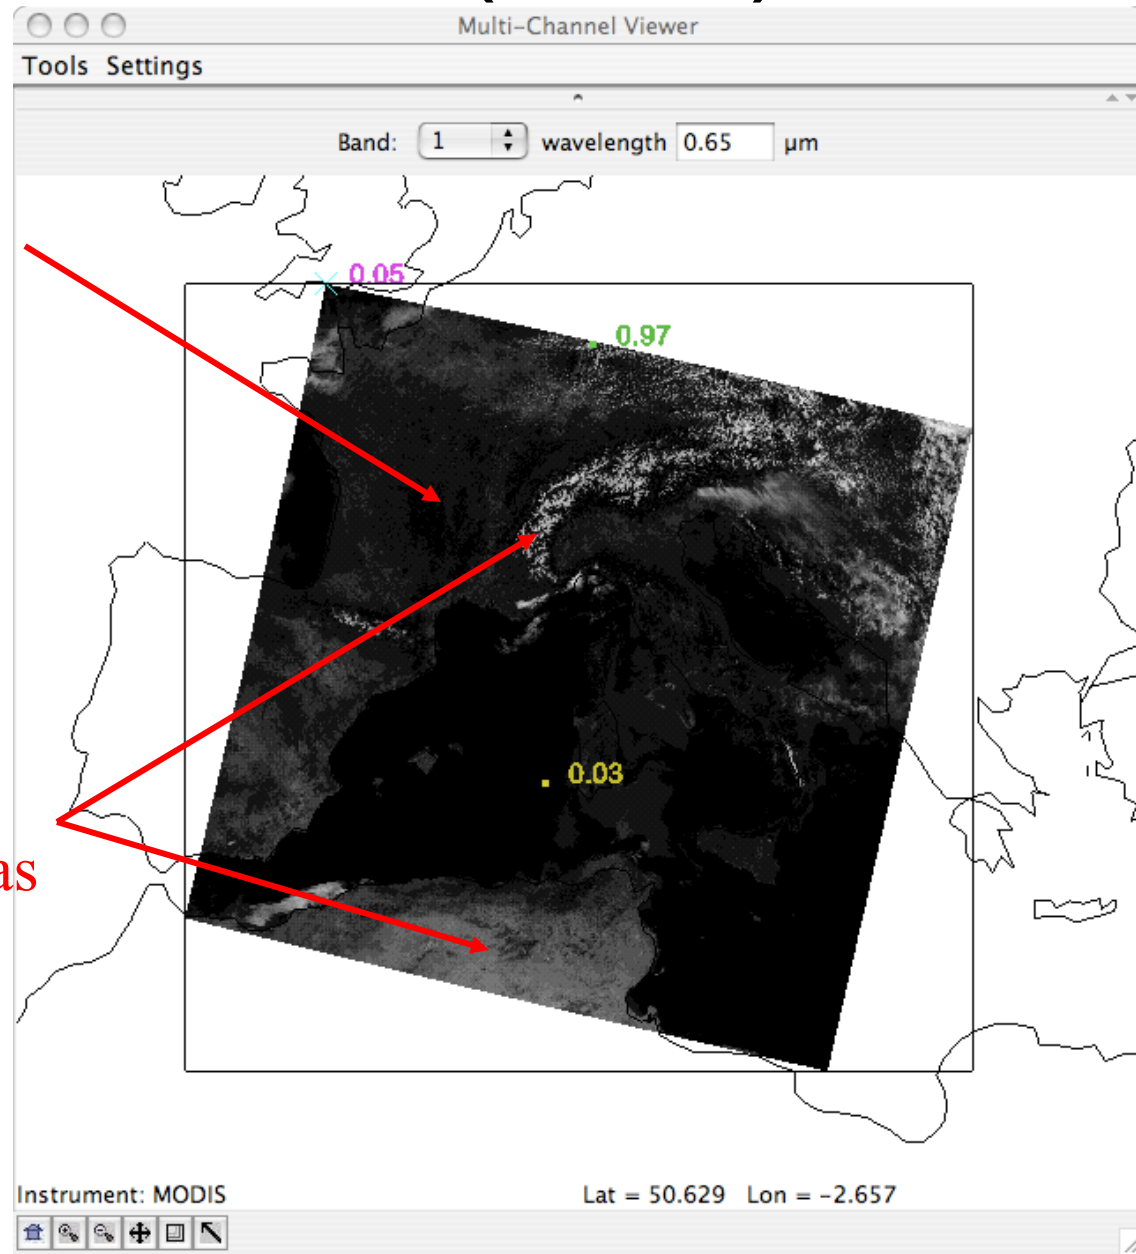 Multi-Channel Viewer
Tools Settings
Band: 1 wavelength 0.65 µm
0.05
0.97
0.03
as
Instrument: MODIS
Lat = 50.629 Lon = -2.657